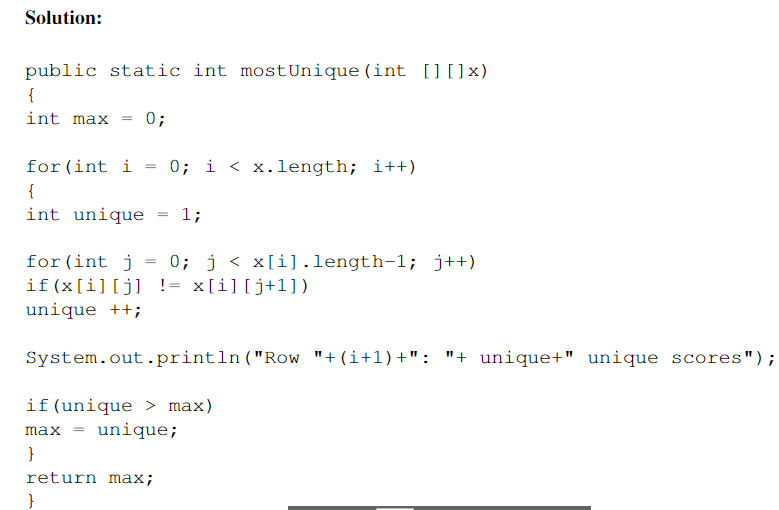 Solution:
public static int mostUnique(int [][]x)
{
int max = 0;
for(int i = 0; i < x.length; i++)
{
int unique = 1;
for(int j = 0; j < x[i].length-1; j++)
if(x[i][j] != x[i][j+1])
unique ++;
System.out.println("Row "+(i+1)+": "+ unique+" unique scores");
if(unique > max)
max = unique;
}
return max;
}